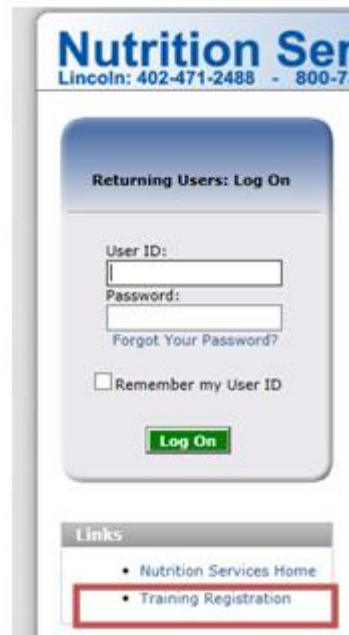 Nutrition Ser
Lincoln: 402-471-2488 - 800-7
Returning Users: Log On
User ID:
Password:
Forgot Your Password?
Remember my User ID
Log On
Links
• Nutrition Services Home
• Training Registration